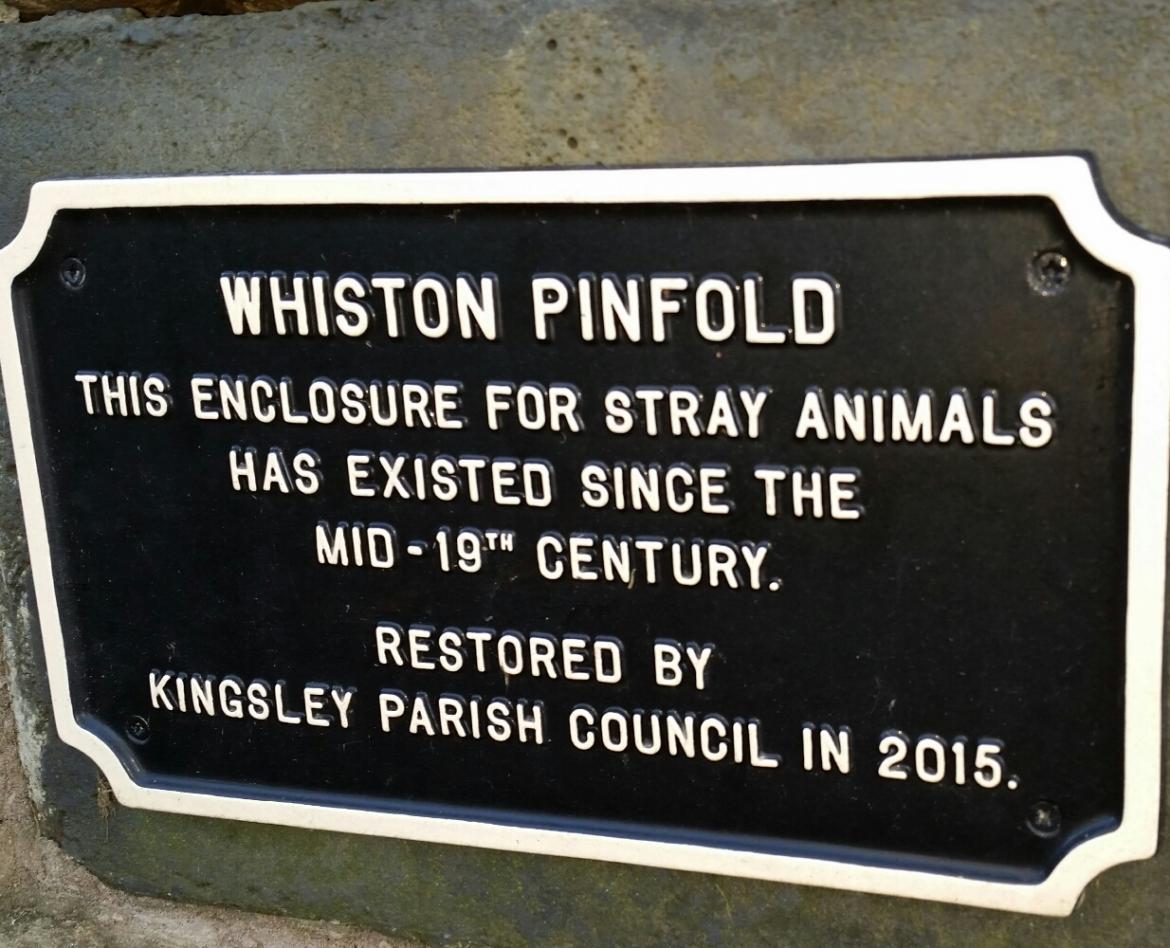 WHISTON PINFOLD
THIS ENCLOSURE FOR STRAY ANIMALS
HAS EXISTED SINCE THE
MID-19TH CENTURY.
RESTORED BY
KINGSLEY PARISH COUNCIL IN 2015.